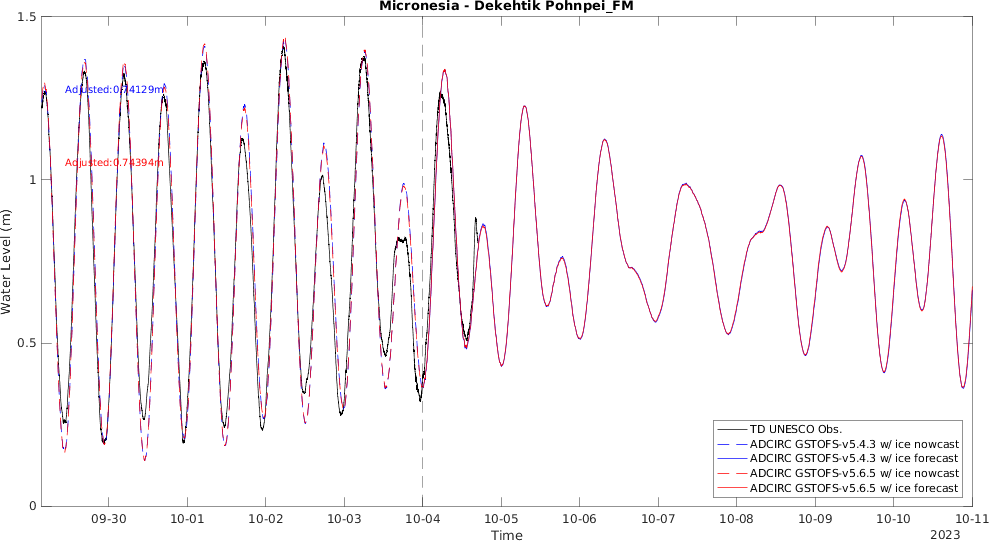 Micronesia - Dekehtik Pohnpei_FM
1.5
1
0.5
0
Water Level (m)
Adjusted:0.74129m
Adjusted:0.74394m
TD UNESCO Obs.
ADCIRC GSTOFS-v5.4.3 w/ ice nowcast
ADCIRC GSTOFS-v5.4.3 w/ ice forecast
ADCIRC GSTOFS-v5.6.5 w/ ice nowcast
ADCIRC GSTOFS-v5.6.5 w/ ice forecast
09-30 10-01 10-02 10-03 10-04 10-05 10-06 10-07 10-08 10-09 10-10 10-11
Time
2023